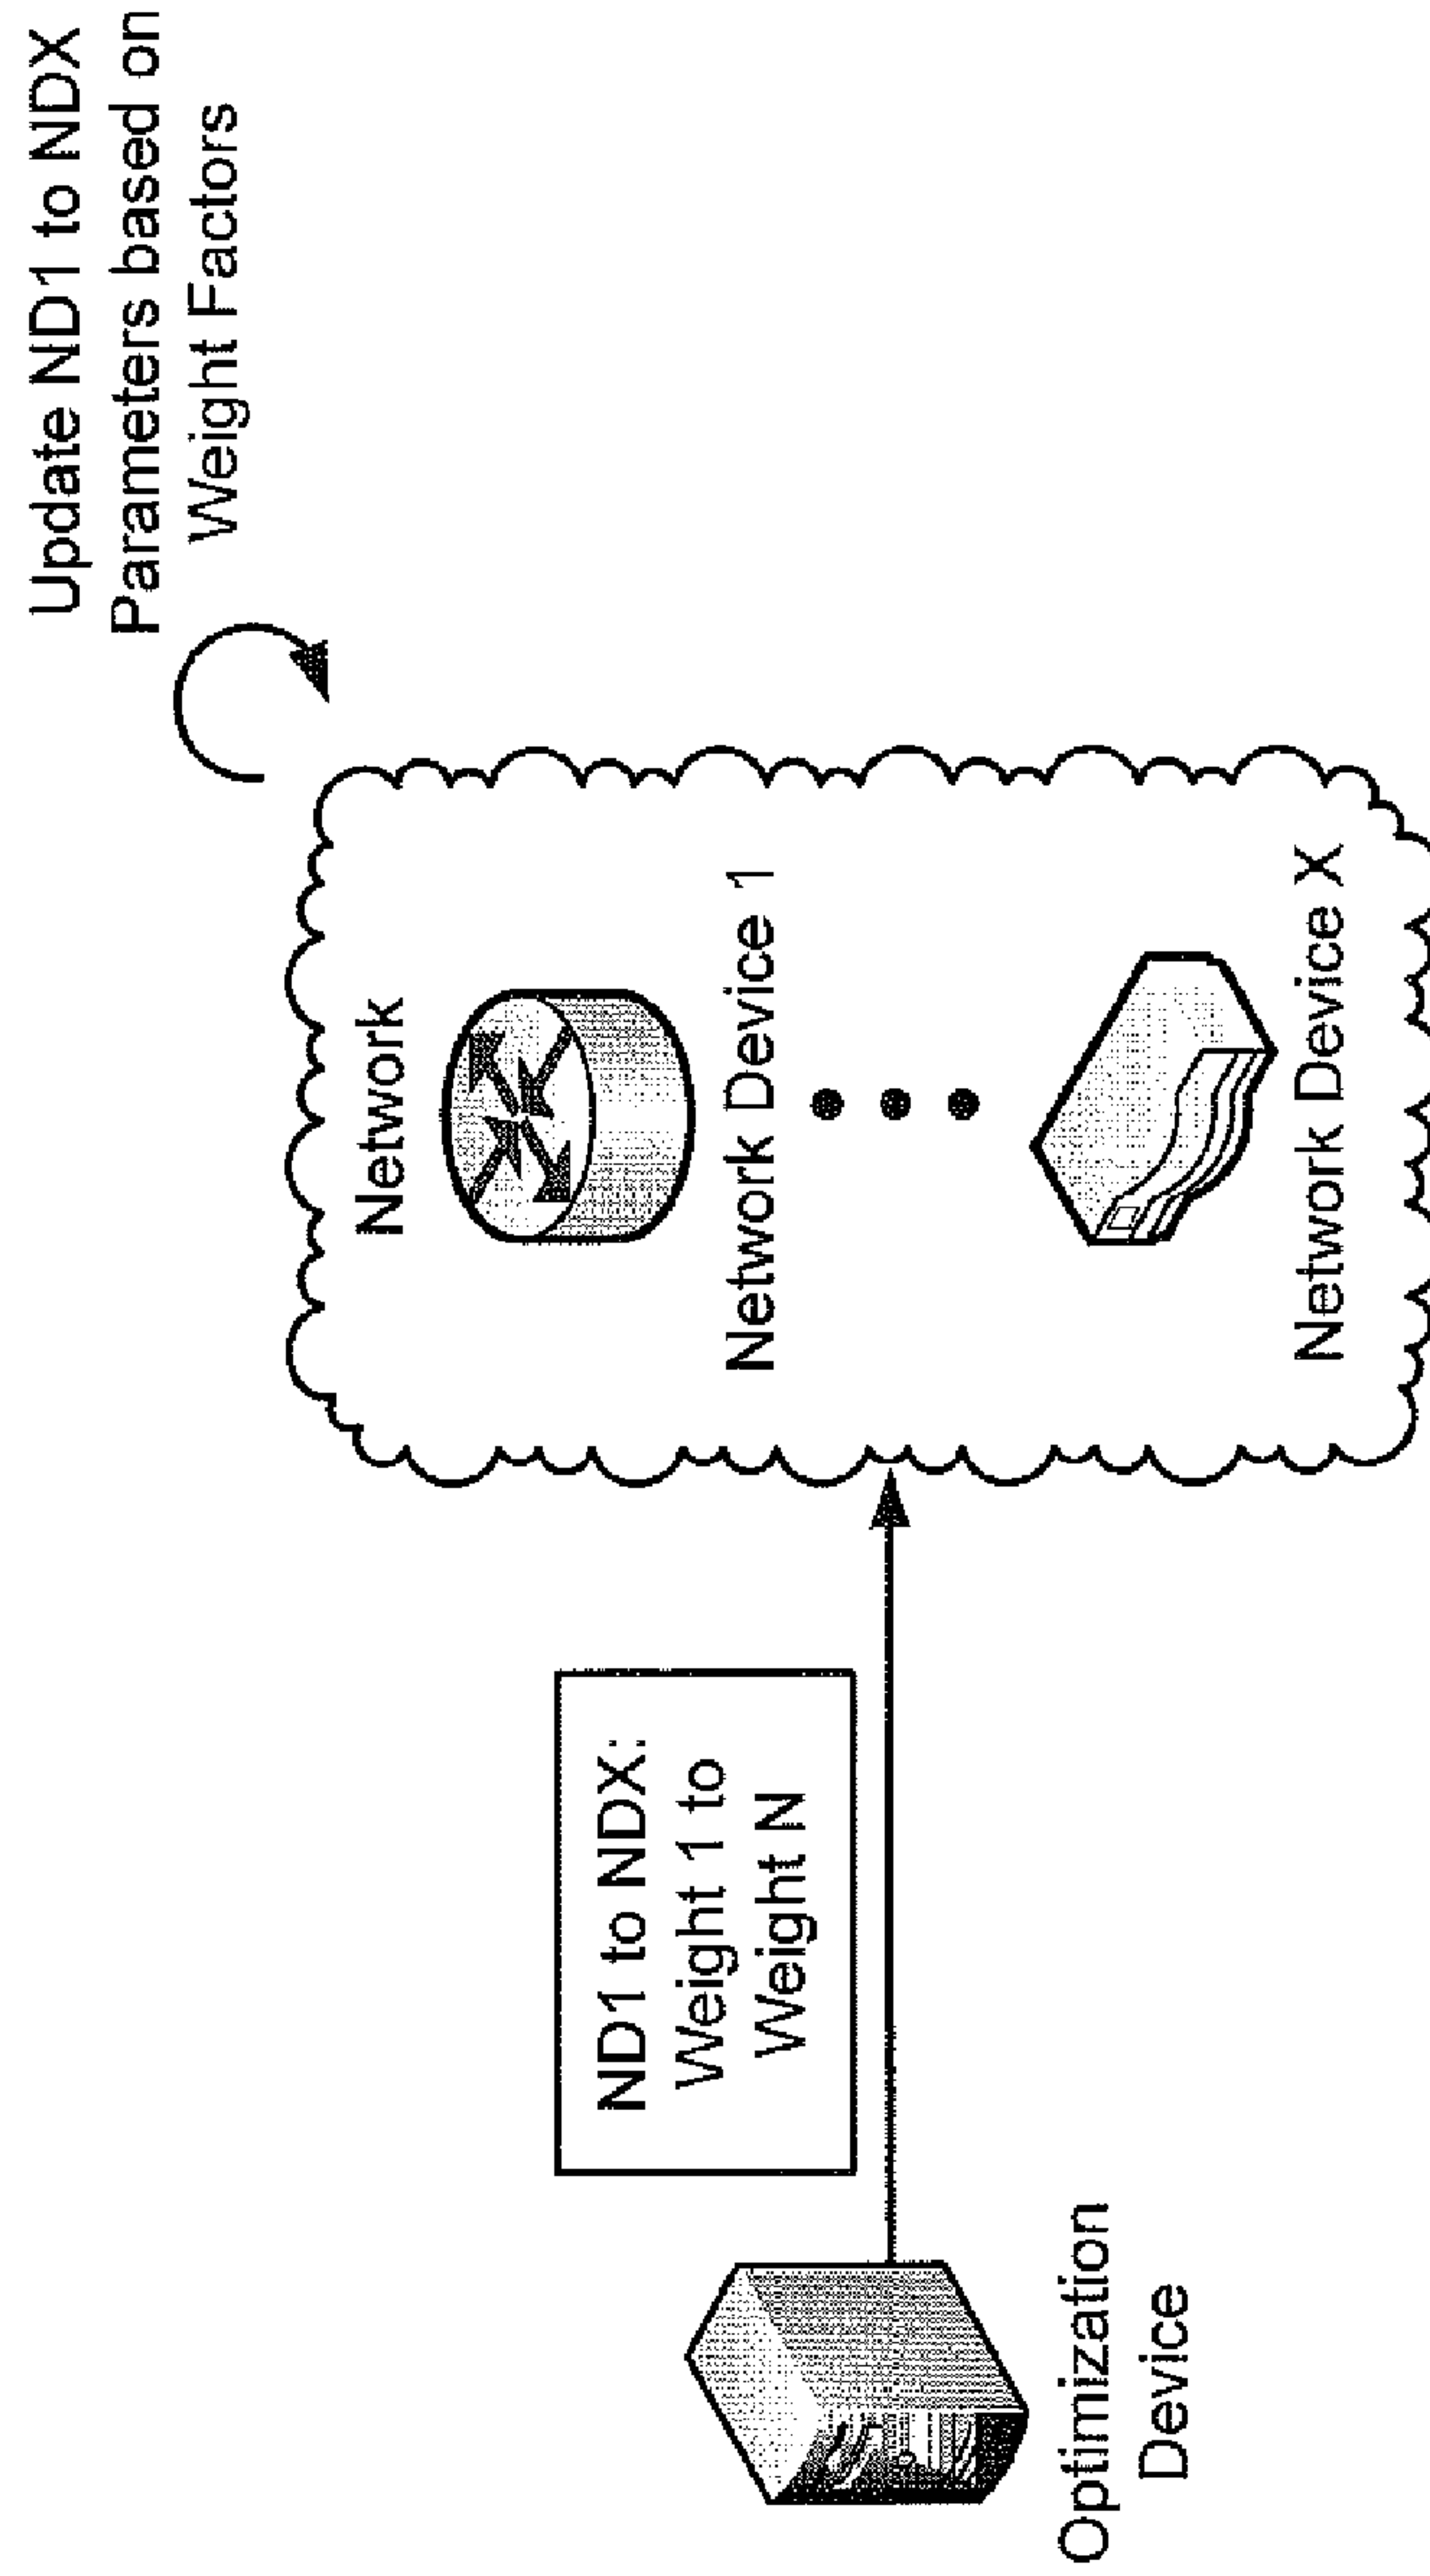 Update ND1 to NDX
Parameters based on
Weight Factors
Network
Network Device 1
Network Device X
ND1 to NDX:
Weight 1 to
Weight N
Optimization
Device